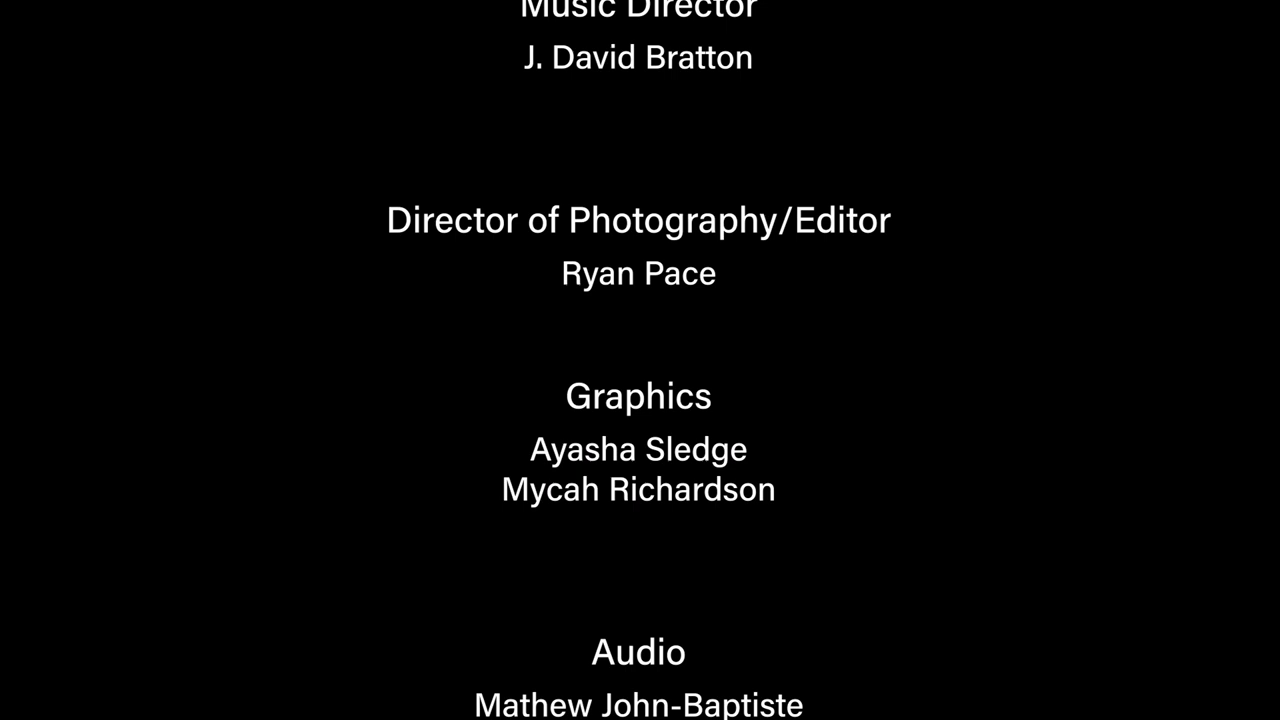 Music Director
J. David Bratton
Director of Photography/Editor
Ryan Pace
Graphics
Ayasha Sledge
Mycah Richardson
Audio
Mathew John-Baptiste